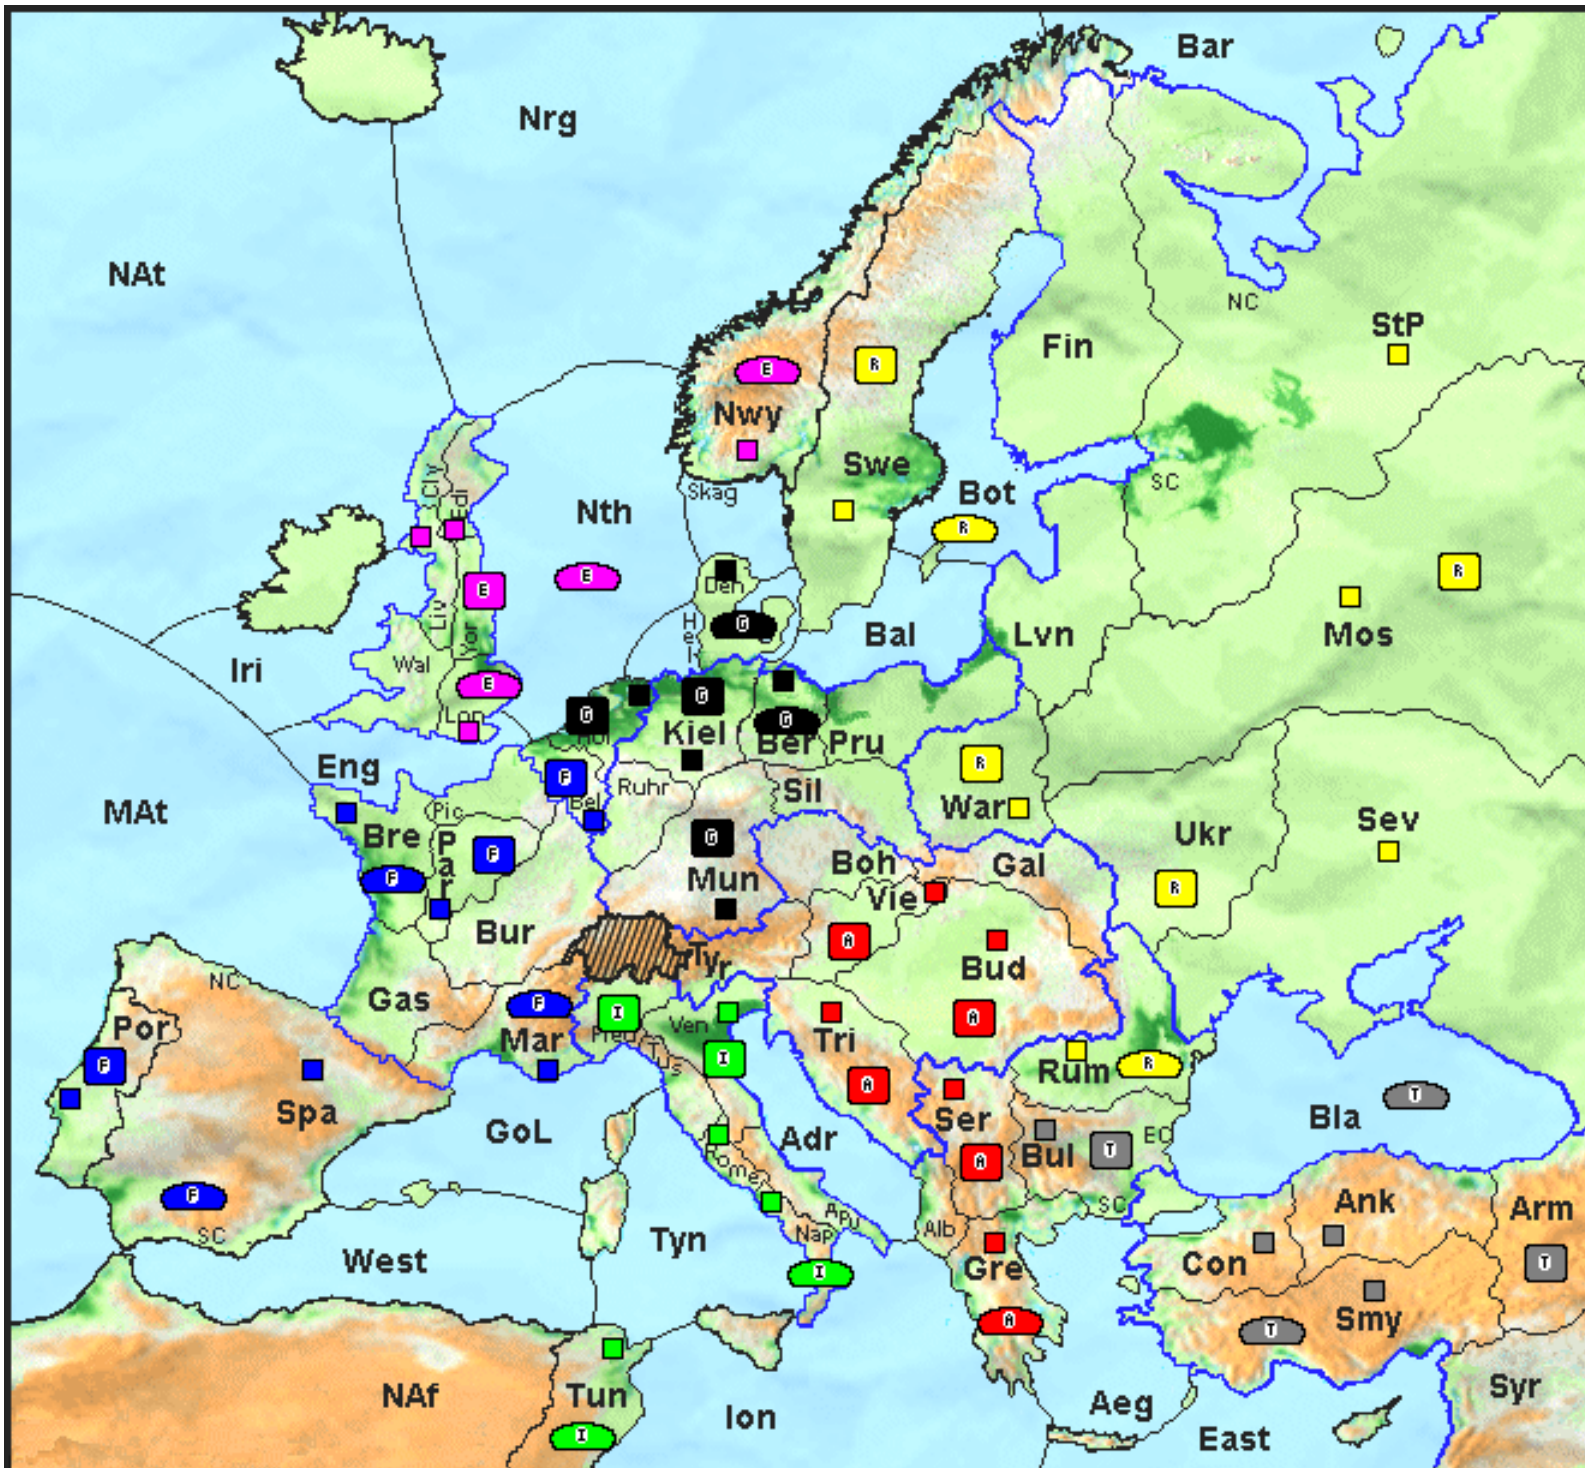 Bar
Nrg
NAt
NC
StP
Fin
E
R
Nwy
Swe
SC
Skag
Bot
Cly
Edi
Nth
R
R
E
E
Den
Liv
Yor
Hel
G
Bal
Lvn
Mos
Iri
Wal
E
G
G
G
Lon
Hol
Kiel
Ber
Pru
Eng
F
Bel
Ruhr
Sil
R
War
MAt
Pic
Bre
Par
F
G
Boh
Gal
Ukr
Sev
F
Mun
Vie
R
Bur
A
Bud
Tyr
NC
Gas
F
I
A
Por
Mar
Pied
Ven
Tri
F
Tus
I
A
Rum
R
Spa
GoL
Adr
Ser
T
Bla
A
Bul
T
EC
Rome
F
SC
Apu
Nap
Alb
SC
Ank
Arm
West
Tyn
I
Gre
Con
T
A
T
Smy
NAf
Tun
I
Ion
Aeg
East
Syr